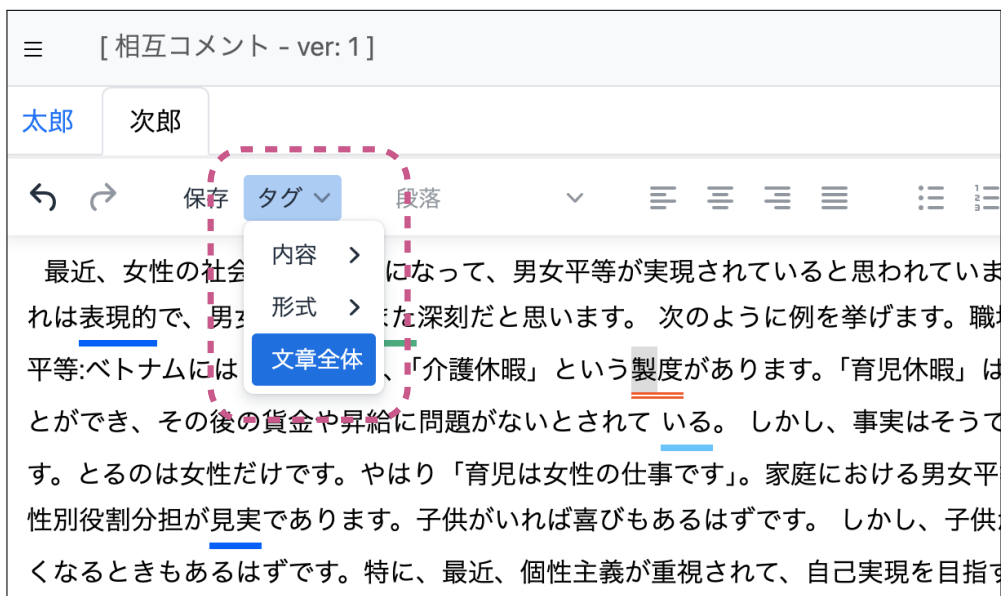 [ 相互コメント - ver: 1 ]
太郎 次郎
保存 タグ 段落
内容
形式
文章全体
最近、女性の社会 になって、男女平等が実現されていると思われていま
れは表現的で、男女 また深刻だと思います。 次のように例を挙げます。職
平等:ベトナムには 、「介護休暇」という製度があります。「育児休暇」は
とができ、その後の貨金や昇給に問題がないとされて いる。 しかし、事実はそうで
す。とるのは女性だけです。やはり「育児は女性の仕事です」。家庭における男女平
性別役割分担が見実であります。子供がいれば喜びもあるはずです。 しかし、子供
くなるときもあるはずです。特に、最近、個性主義が重視されて、自己実現を目指す